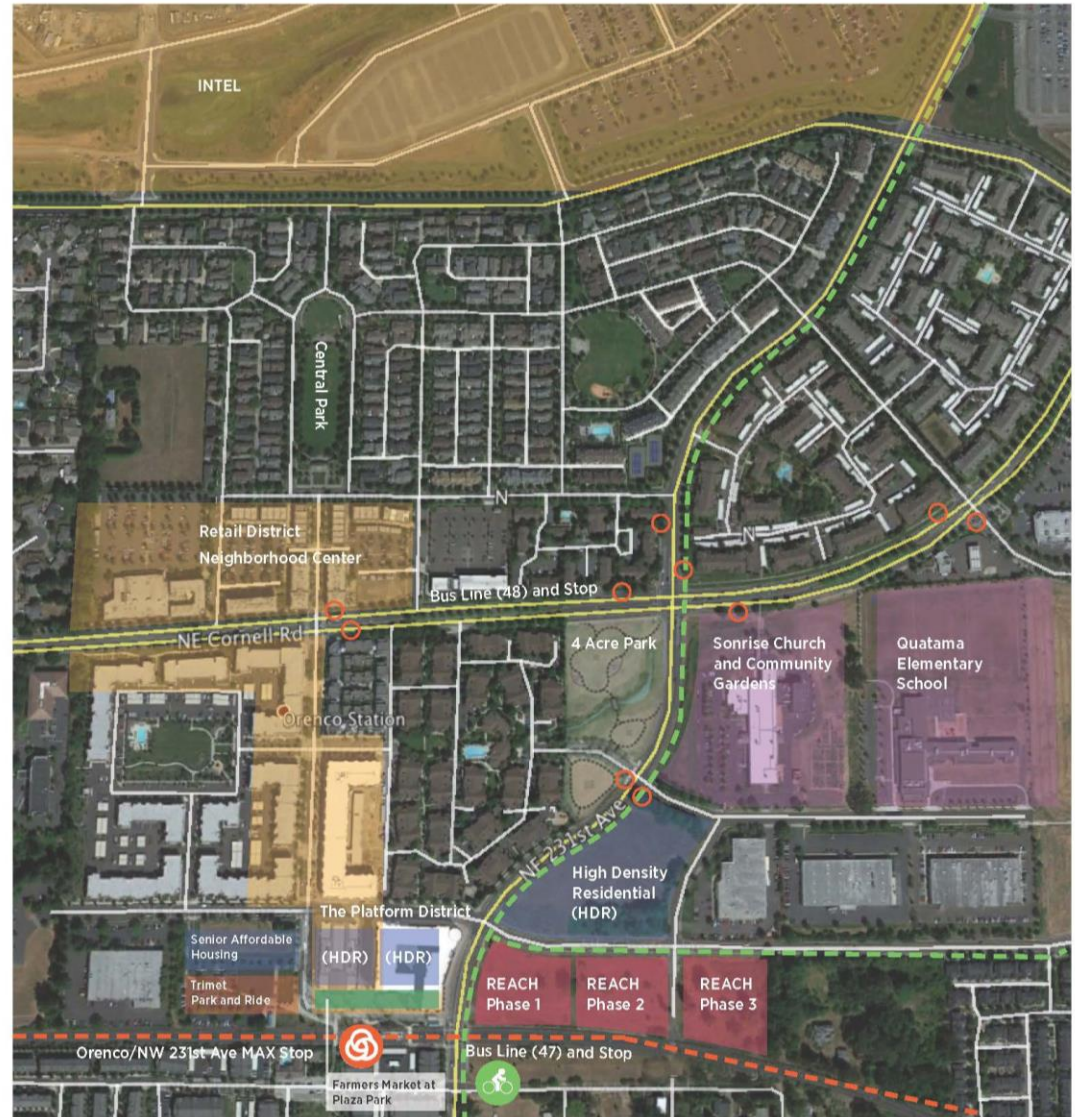 INTEL
Central Park
N
Retail District
Neighborhood Center
N
Bus Line (48) and Stop
NE Cornell Rd
4 Acre Park
Sonrise Church
and Community
Gardens
Quatama
Elementary
School
Orenco Station
NE 231st Ave
High Density
Residential
(HDR)
The Platform District
Senior Affordable
Housing
(HDR)
(HDR)
Trimet
Park and Ride
REACH
Phase 1
REACH
Phase 2
REACH
Phase 3
Orenco/NW 231st Ave MAX Stop
Bus Line (47) and Stop
Farmers Market at
Plaza Park